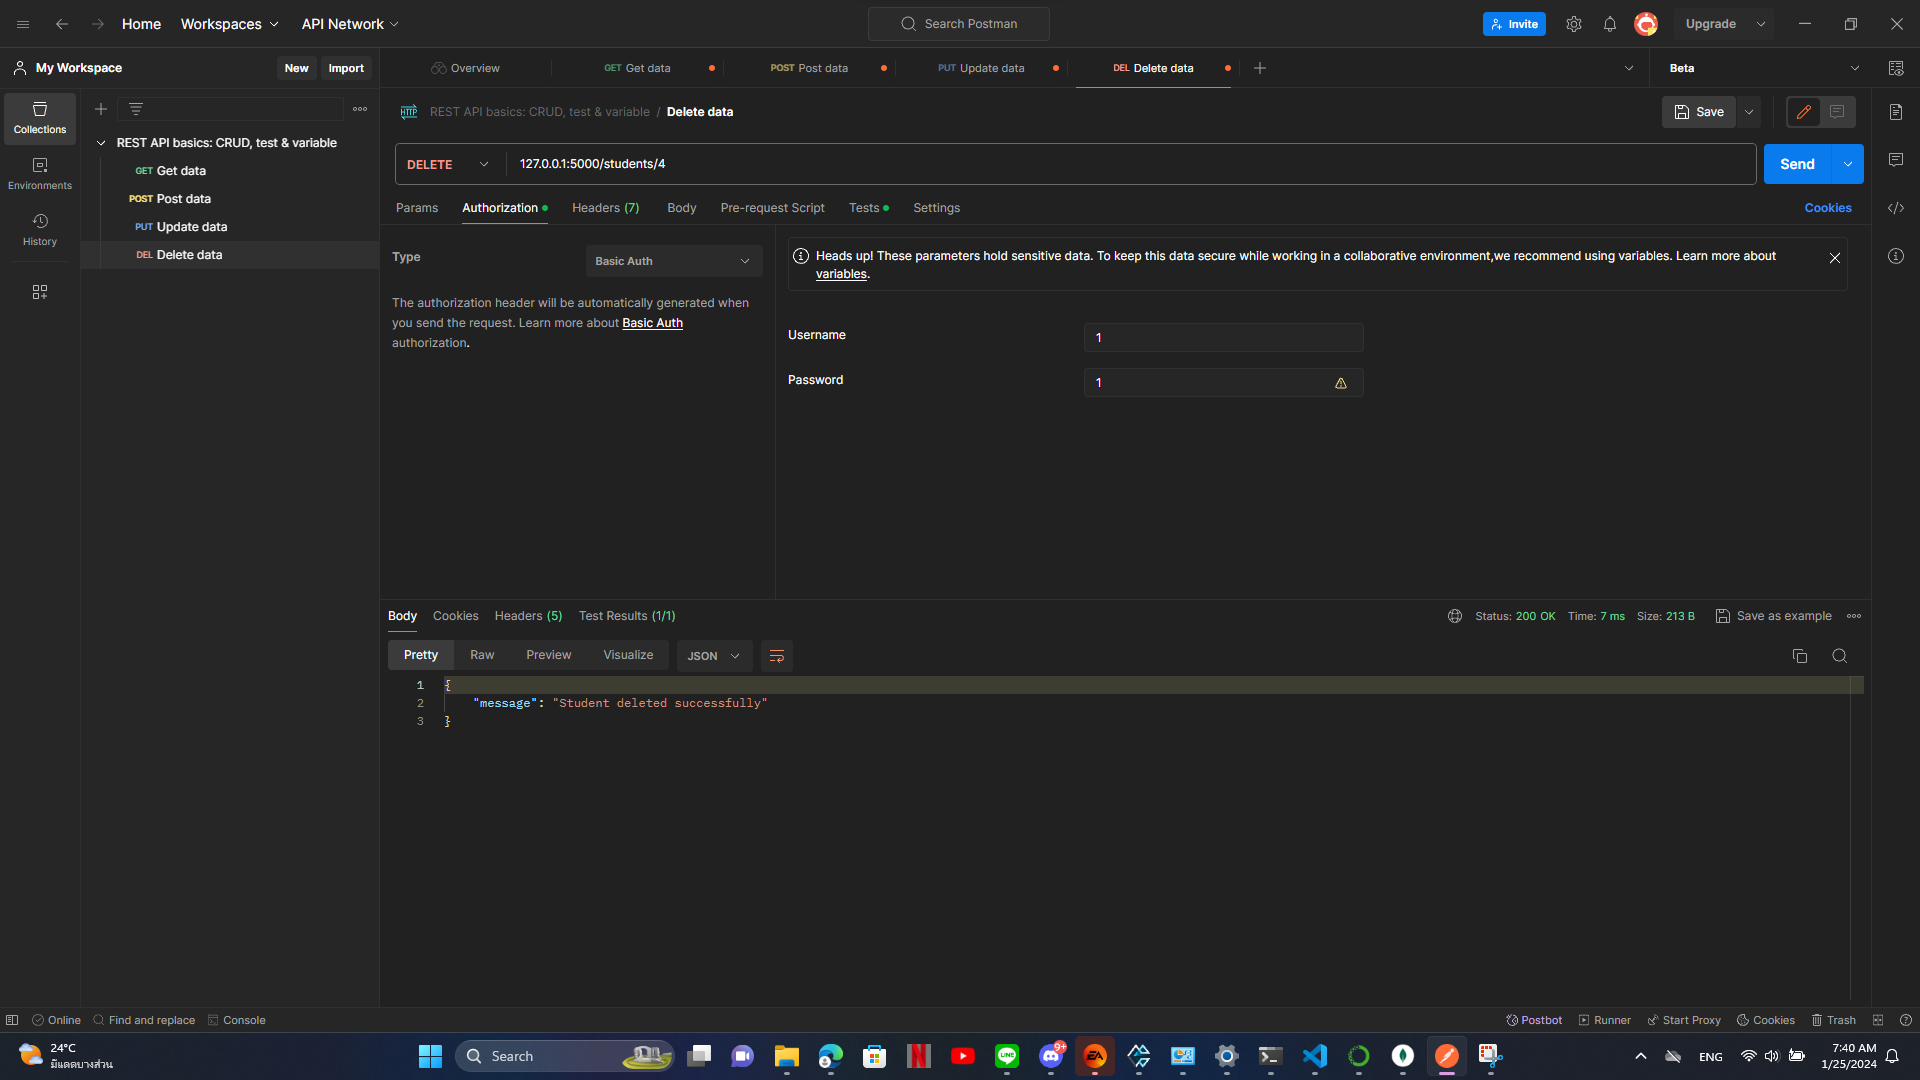 Home
Workspaces
API Network
Search Postman
Invite
Upgrade
My Workspace
New
Import
Overview
GET Get data
POST Post data
PUT Update data
DEL Delete data
Beta
Collections
Environments
History
REST API basics: CRUD, test & variable
GET Get data
POST Post data
PUT Update data
DEL Delete data
HTTP
REST API basics: CRUD, test & variable / Delete data
Save
DELETE
127.0.0.1:5000/students/4
Send
Params
Authorization
Headers (7)
Body
Pre-request Script
Tests
Settings
Cookies
Type
Basic Auth
The authorization header will be automatically generated when
you send the request. Learn more about Basic Auth
authorization.
Heads up! These parameters hold sensitive data. To keep this data secure while working in a collaborative environment,we recommend using variables. Learn more about
variables.
Username
1
Password
1
Body
Cookies
Headers (5)
Test Results (1/1)
Status: 200 OK
Time: 7 ms
Size: 213 B
Save as example
Pretty
Raw
Preview
Visualize
JSON
1 {
2 "message": "Student deleted successfully"
3 }
Online
Find and replace
Console
Postbot
Runner
Start Proxy
Cookies
Trash
24°C
มีแดดบางส่วน
Search
LINE
9+
EA
ENG
7:40 AM
1/25/2024